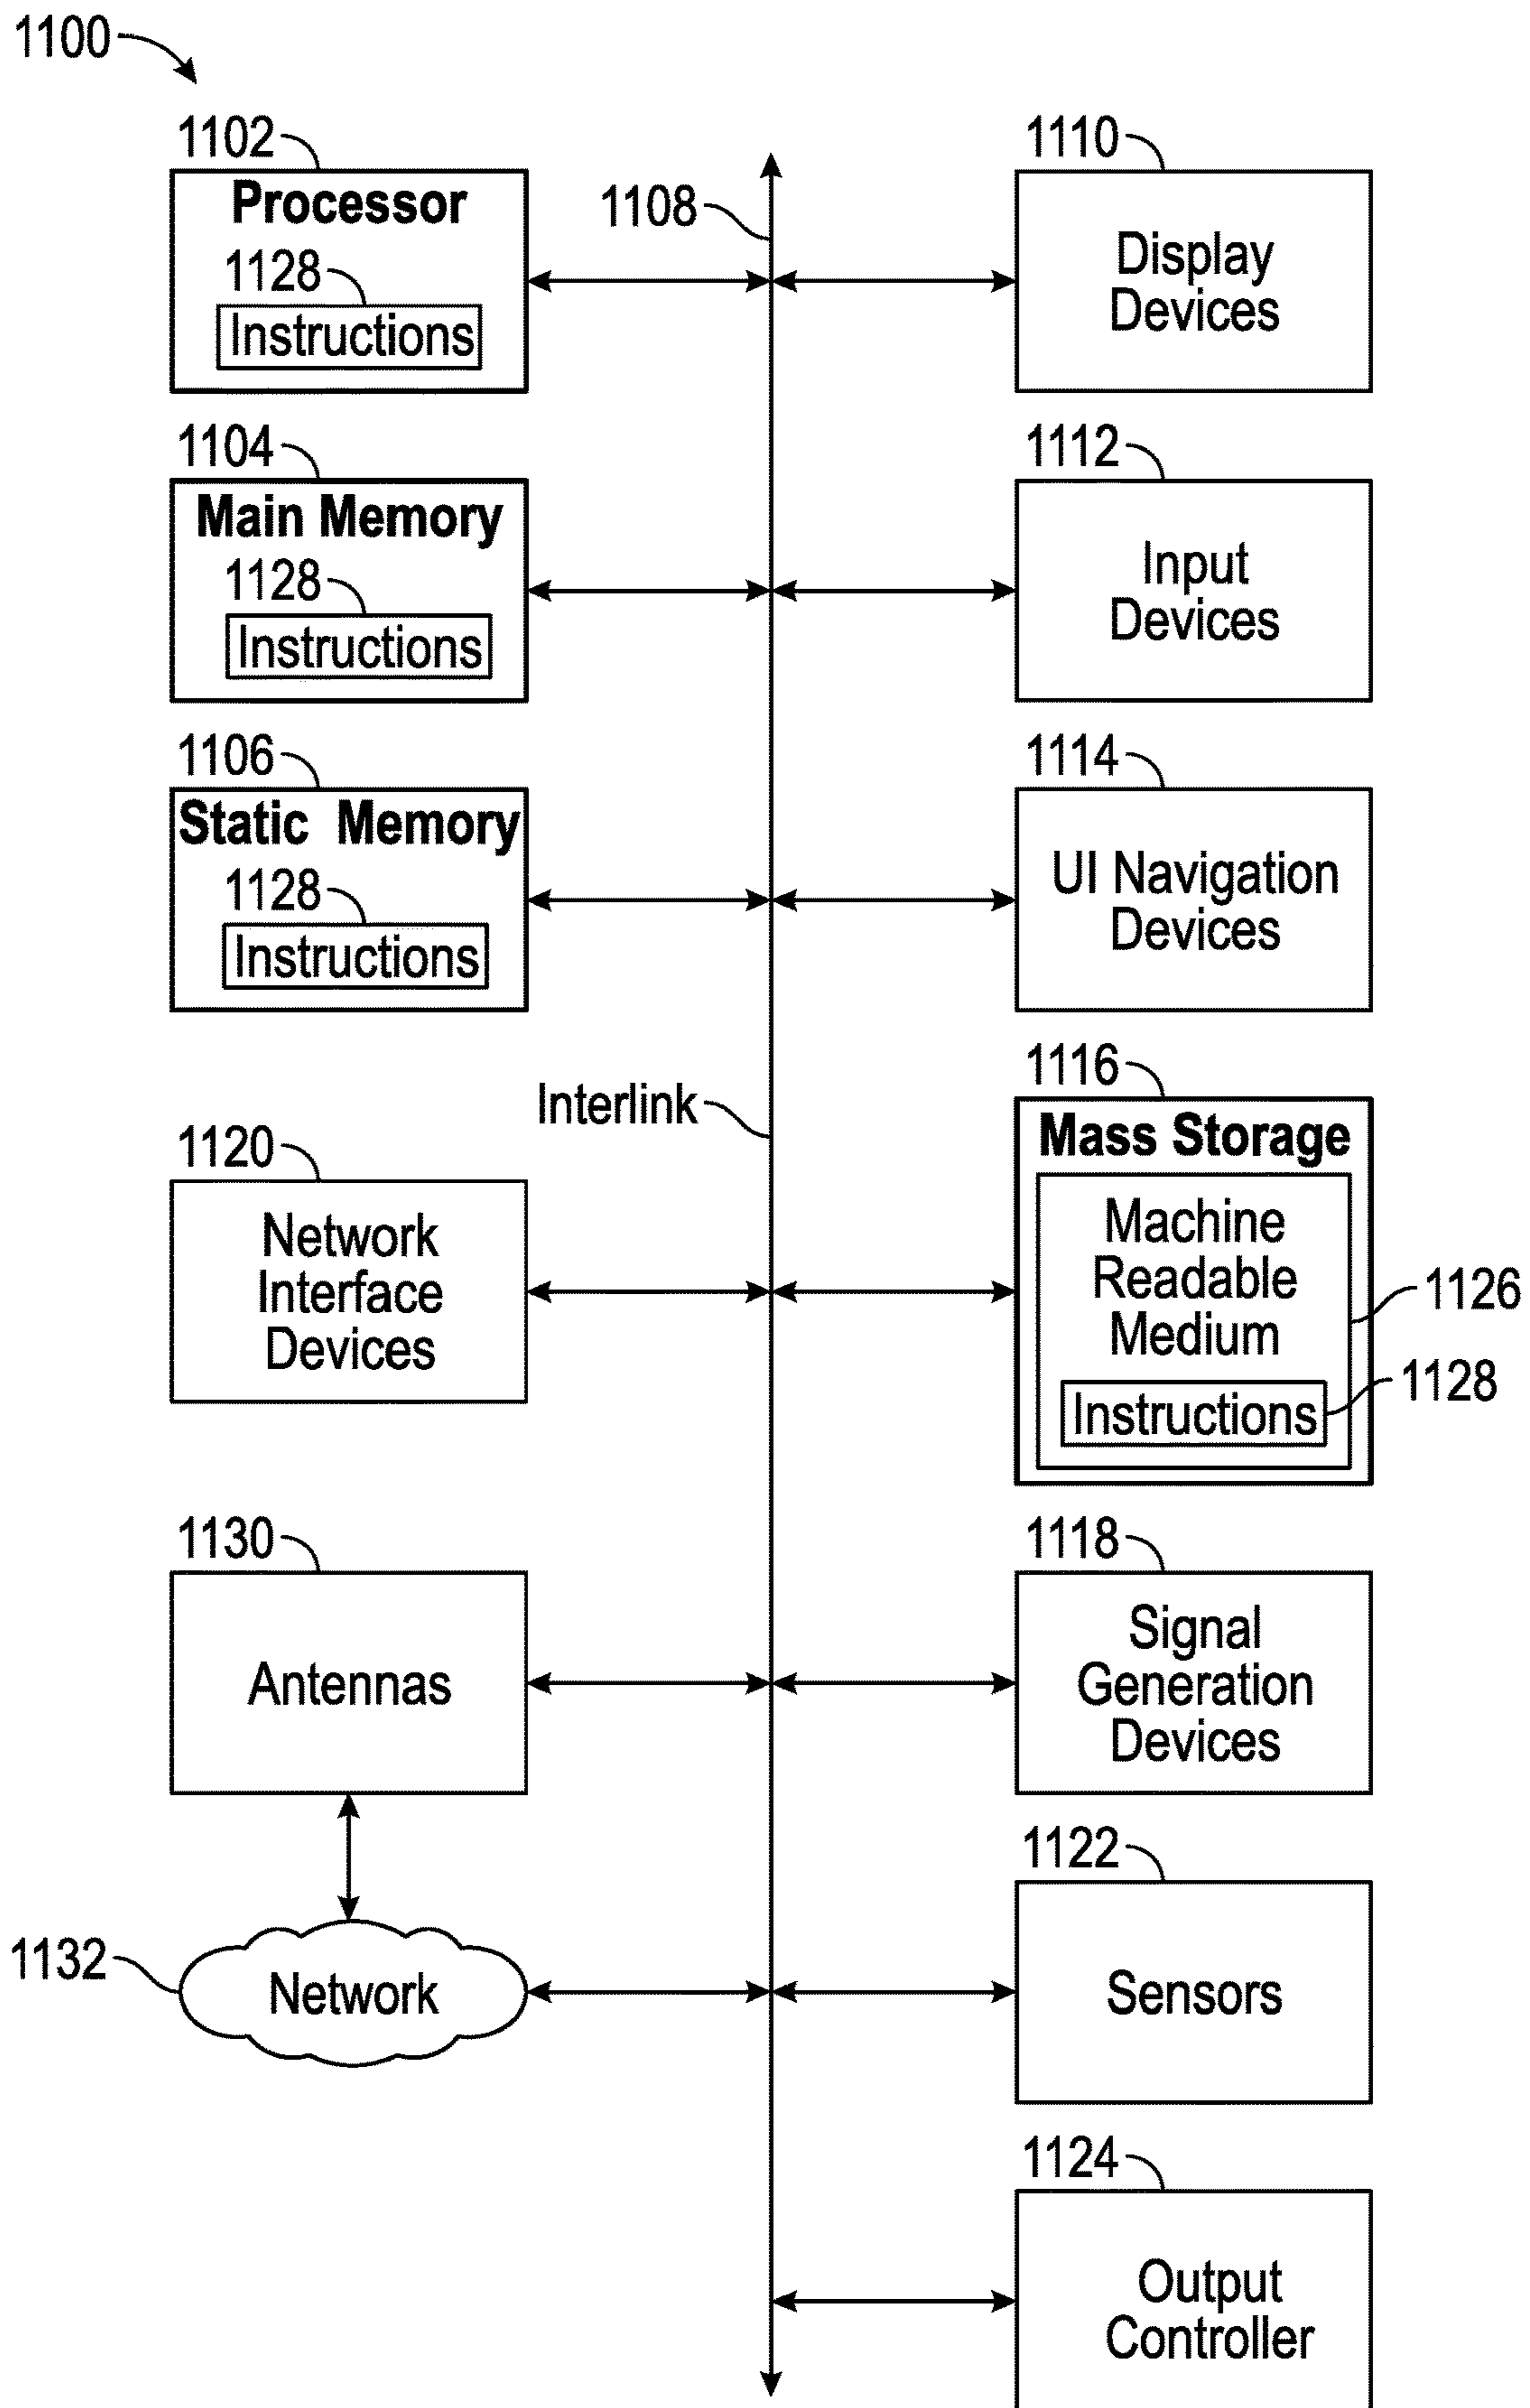 1100
1102
Processor
1128
Instructions
1108
1110
Display
Devices
1104
Main Memory
1128
Instructions
1112
Input
Devices
1106
Static Memory
1128
Instructions
1114
UI Navigation
Devices
Interlink
1116
Mass Storage
Machine
Readable
Medium
1126
Instructions
1128
1120
Network
Interface
Devices
1130
Antennas
1118
Signal
Generation
Devices
1132
Network
1122
Sensors
1124
Output
Controller